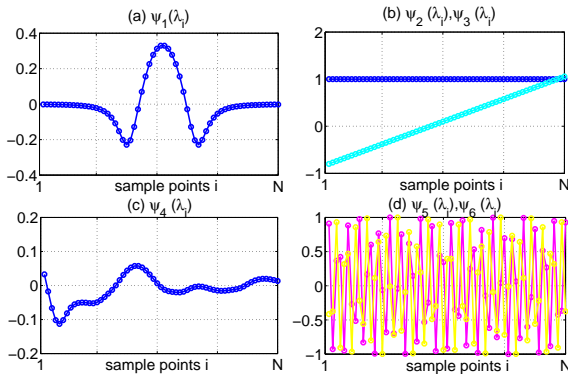 (a) ψ₁(λᵢ)
0.4
0.2
0
-0.2
-0.4
1
sample points i
N
(b) ψ₂ (λᵢ),ψ₃ (λᵢ)
2
1
0
-1
1
sample points i
N
(c) ψ₄ (λᵢ)
0.2
0.1
0
-0.1
-0.2
1
sample points i
N
(d) ψ₅ (λᵢ),ψ₆ (λᵢ)
1
0.5
0
-0.5
-1
1
sample points i
N